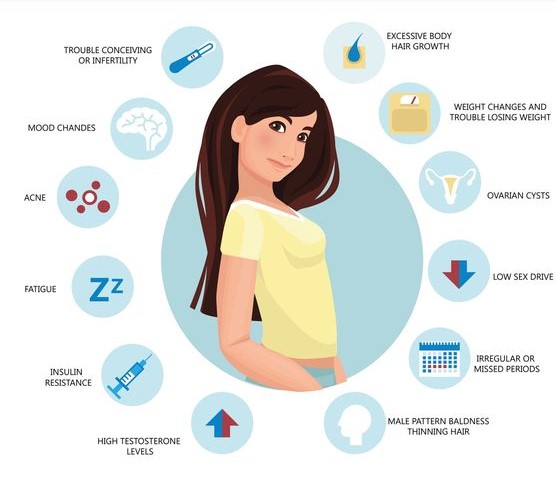 TROUBLE CONCEIVING
OR INFERTILITY
EXCESSIVE BODY
HAIR GROWTH
MOOD CHANDES
WEIGHT CHANGES AND
TROUBLE LOSING WEIGHT
ACNE
OVARIAN CYSTS
FATIGUE
ZZ
LOW SEX DRIVE
INSULIN
RESISTANCE
IRREGULAR OR
MISSED PERIODS
HIGH TESTOSTERONE
LEVELS
MALE PATTERN BALDNESS
THINNING HAIR